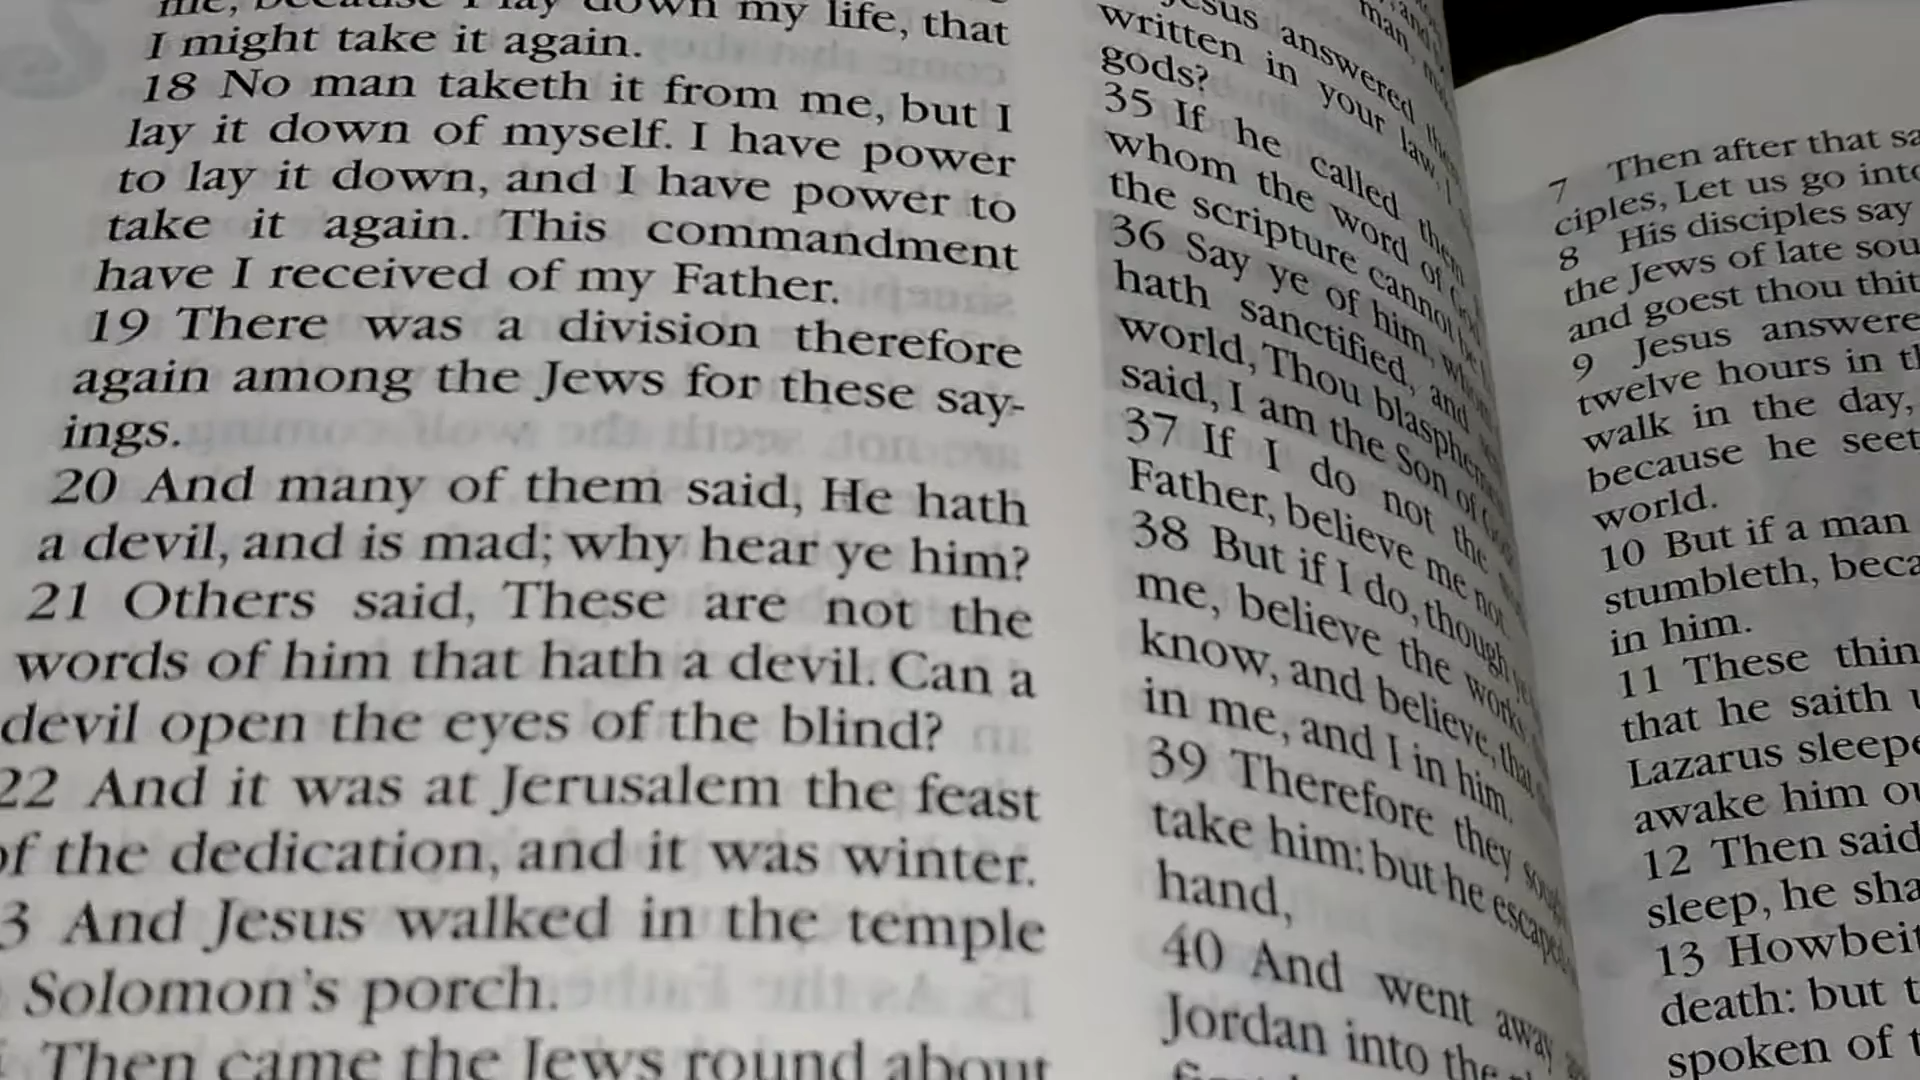 me, because I lay down my life, that
I might take it again.
18 No man taketh it from me, but I
lay it down of myself. I have power
to lay it down, and I have power to
take it again. This commandment
have I received of my Father.
19 There was a division therefore
again among the Jews for these say-
ings.
20 And many of them said, He hath
a devil, and is mad; why hear ye him?
21 Others said, These are not the
words of him that hath a devil. Can a
devil open the eyes of the blind?
22 And it was at Jerusalem the feast
of the dedication, and it was winter.
3 And Jesus walked in the temple
Solomon's porch.
Then came the Jews round about
Jesus answered
written in your law, I
gods?
35 If he called them
whom the word of God
the scripture cannot be
36 Say ye of him, whom
hath sanctified, and
world, Thou blasphemest
said, I am the Son of God
37 If I do not the
Father, believe me not.
38 But if I do, though ye
me, believe the works
know, and believe, that
in me, and I in him.
39 Therefore they sought
take him: but he escaped
hand,
40 And went away
Jordan into the
7 Then after that sa
ciples, Let us go into
8 His disciples say
the Jews of late sou
and goest thou thit
9 Jesus answere
twelve hours in th
walk in the day,
because he seet
world.
10 But if a man
stumbleth, beca
in him.
11 These thin
that he saith u
Lazarus sleepe
awake him ou
12 Then said
sleep, he sha
13 Howbeit
death: but t
spoken of t